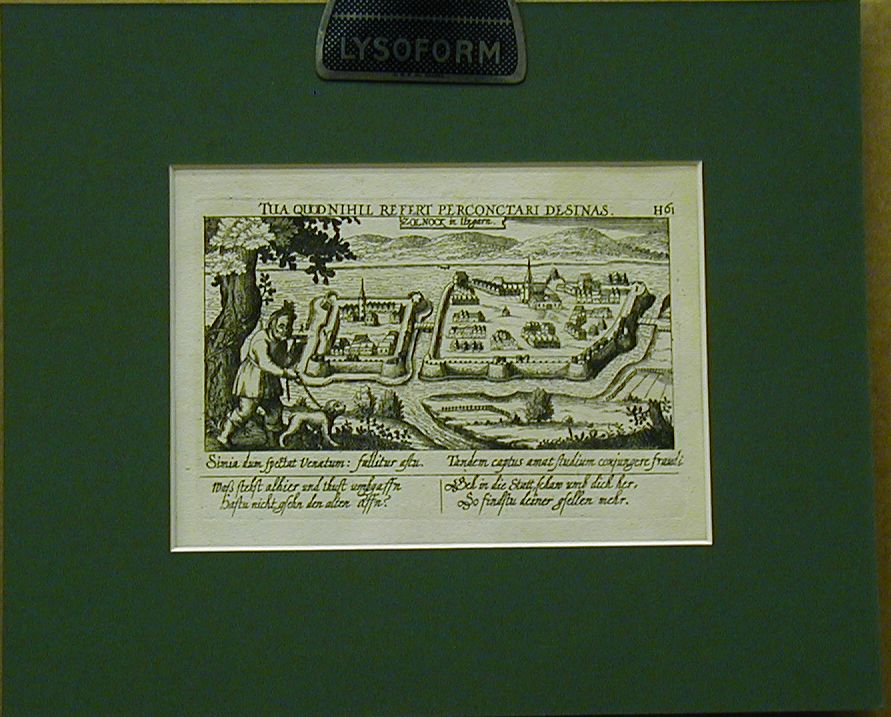 LYSOFORM
TUA QUOD NIHIL REFERT PERCONCTARI DESINAS. H61
ZOLNOCK in Ungern.
Simia dum spectat Venatum: fallitur astu. Tandem captus amat studium conjungere fraudi
Waß stehst alhier und thust umbgaffn
Hastu nicht gsehn den alten Affn?
Geh in die Statt, schaw umb dich her,
So findstu deiner gsellen mehr.